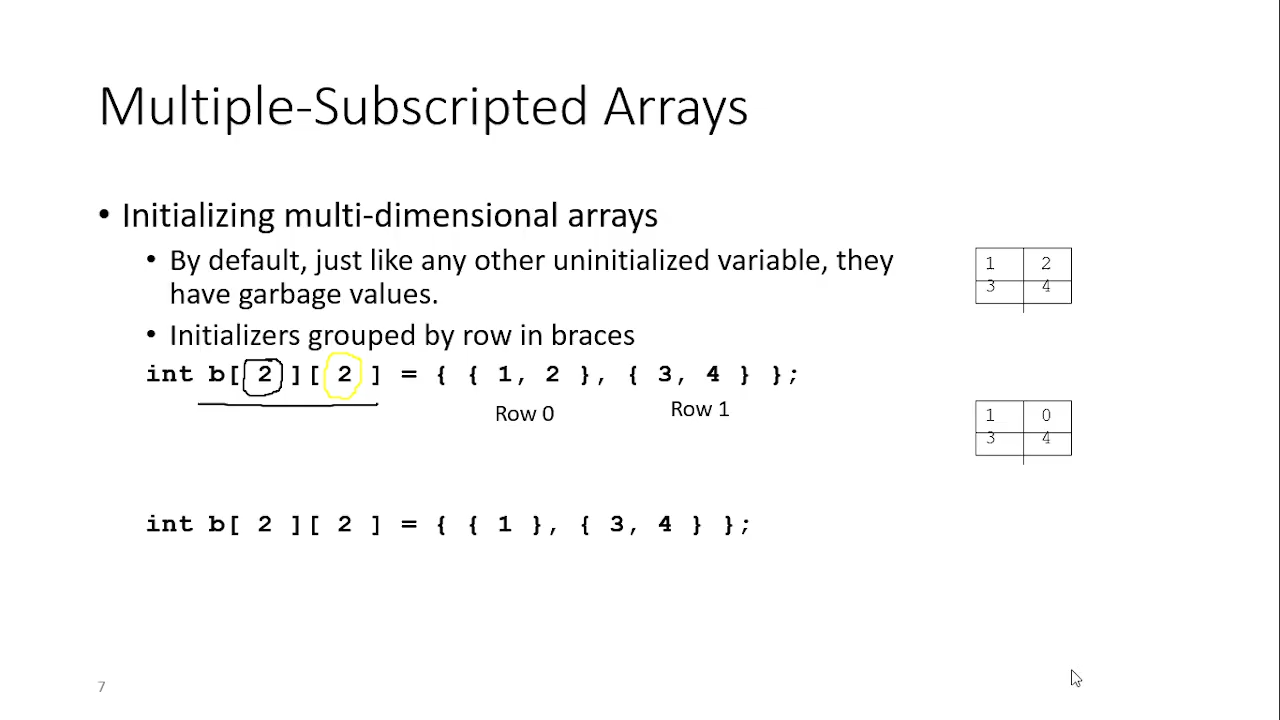 Multiple-Subscripted Arrays
• Initializing multi-dimensional arrays
• By default, just like any other uninitialized variable, they
have garbage values.
1 2
3 4
• Initializers grouped by row in braces
int b[ 2 ][ 2 ] = { { 1, 2 }, { 3, 4 } };
Row 0 Row 1
1 0
3 4
int b[ 2 ][ 2 ] = { { 1 }, { 3, 4 } };
7